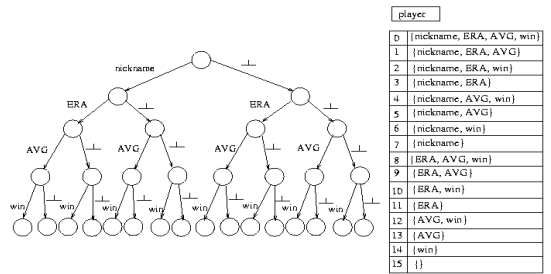 player
nickname ⊥
ERA ⊥ ERA ⊥
AVG ⊥ AVG ⊥ AVG ⊥ AVG ⊥
win ⊥ win ⊥ win ⊥ win ⊥ win ⊥ win ⊥ win ⊥ win ⊥
0 {nickname, ERA, AVG, win}
1 {nickname, ERA, AVG}
2 {nickname, ERA, win}
3 {nickname, ERA}
4 {nickname, AVG, win}
5 {nickname, AVG}
6 {nickname, win}
7 {nickname}
8 {ERA, AVG, win}
9 {ERA, AVG}
10 {ERA, win}
11 {ERA}
12 {AVG, win}
13 {AVG}
14 {win}
15 {}